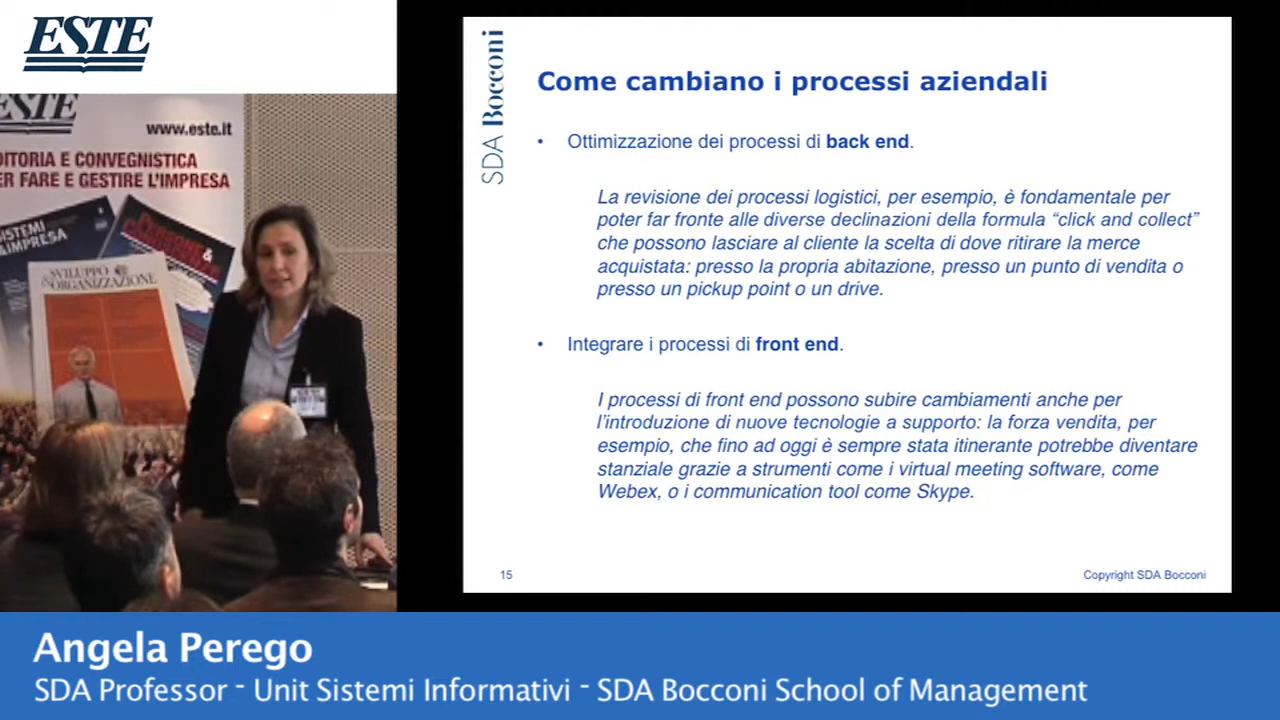 ESTE
ESTE
www.este.it
DITORIA E CONVEGNISTICA
ER FARE E GESTIRE L'IMPRESA
SISTEMI
&IMPRESA
SVILUPPO
&ORGANIZZAZIONE
SDA Bocconi
Come cambiano i processi aziendali
• Ottimizzazione dei processi di back end.
La revisione dei processi logistici, per esempio, è fondamentale per
poter far fronte alle diverse declinazioni della formula “click and collect”
che possono lasciare al cliente la scelta di dove ritirare la merce
acquistata: presso la propria abitazione, presso un punto di vendita o
presso un pickup point o un drive.
• Integrare i processi di front end.
I processi di front end possono subire cambiamenti anche per
l’introduzione di nuove tecnologie a supporto: la forza vendita, per
esempio, che fino ad oggi è sempre stata itinerante potrebbe diventare
stanziale grazie a strumenti come i virtual meeting software, come
Webex, o i communication tool come Skype.
15
Copyright SDA Bocconi
Angela Perego
SDA Professor - Unit Sistemi Informativi - SDA Bocconi School of Management